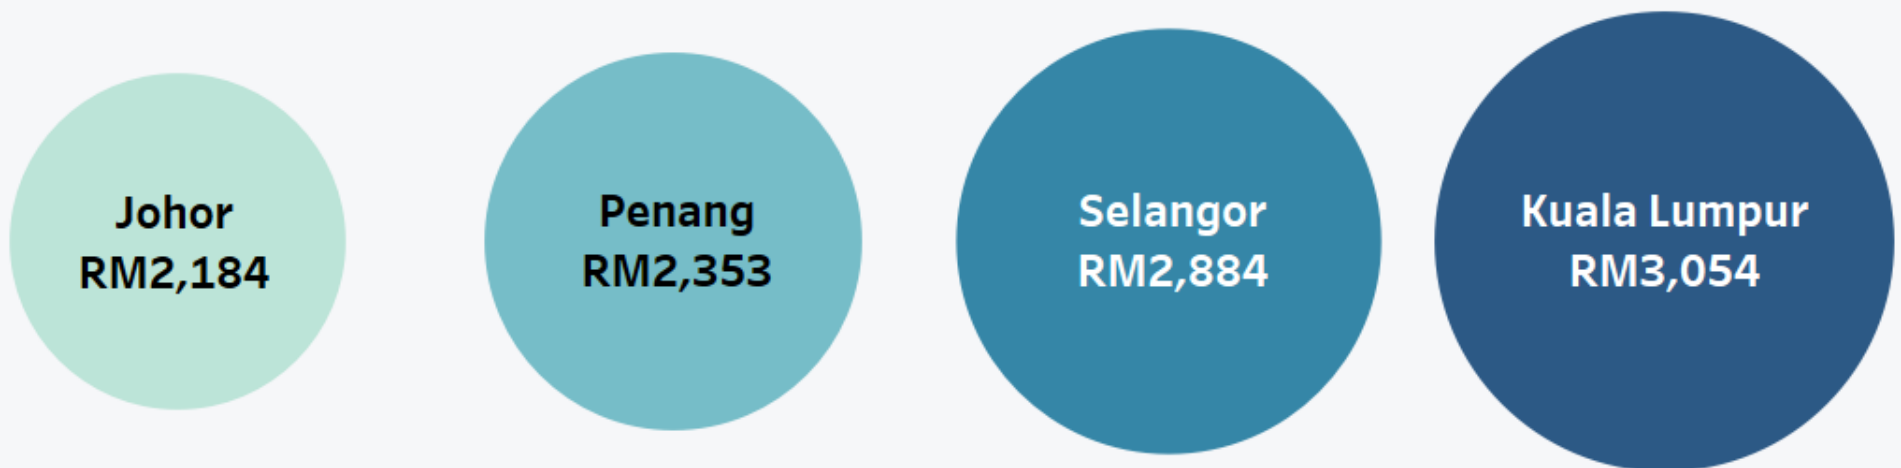 Johor
RM2,184
Penang
RM2,353
Selangor
RM2,884
Kuala Lumpur
RM3,054